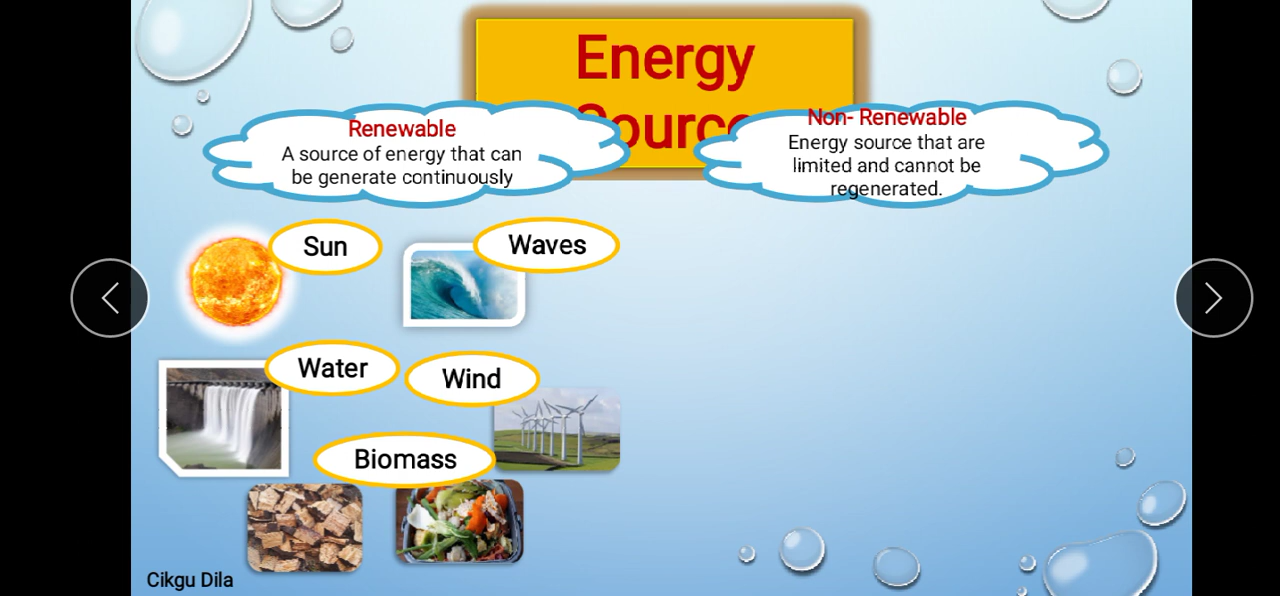 Energy
Source
Renewable
A source of energy that can
be generate continuously
Non- Renewable
Energy source that are
limited and cannot be
regenerated.
Sun
Waves
Water
Wind
Biomass
Cikgu Dila